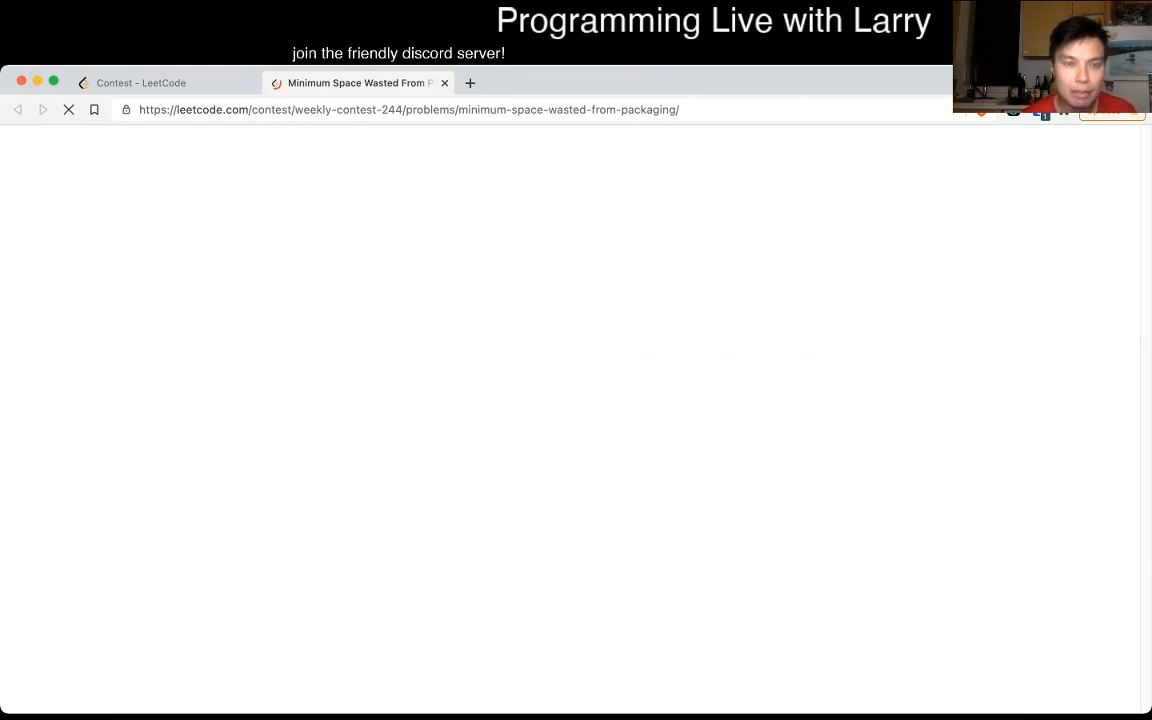 Programming Live with Larry
join the friendly discord server!
Contest - LeetCode
Minimum Space Wasted From P
https://leetcode.com/contest/weekly-contest-244/problems/minimum-space-wasted-from-packaging/
1